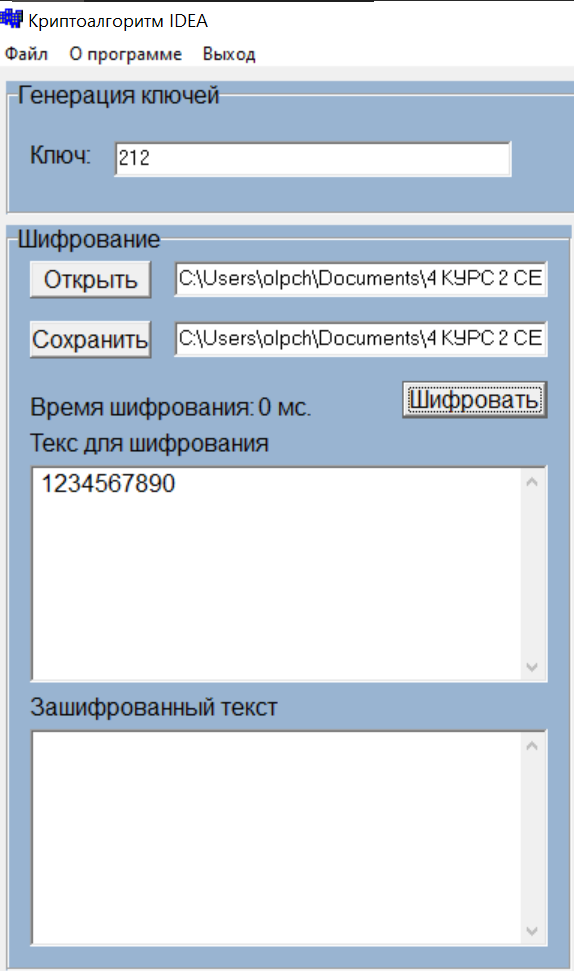 Криптоалгоритм IDEA
Файл О программе Выход
Генерация ключей
Ключ: 212
Шифрование
Открыть C:\Users\olpch\Documents\4 КУРС 2 СЕ
Сохранить C:\Users\olpch\Documents\4 КУРС 2 СЕ
Время шифрования: 0 мс. Шифровать
Текс для шифрования
1234567890
Зашифрованный текст